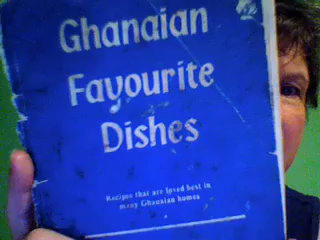 Ghanaian
Favourite
Dishes
Recipes that are loved best in
many Ghanaian homes